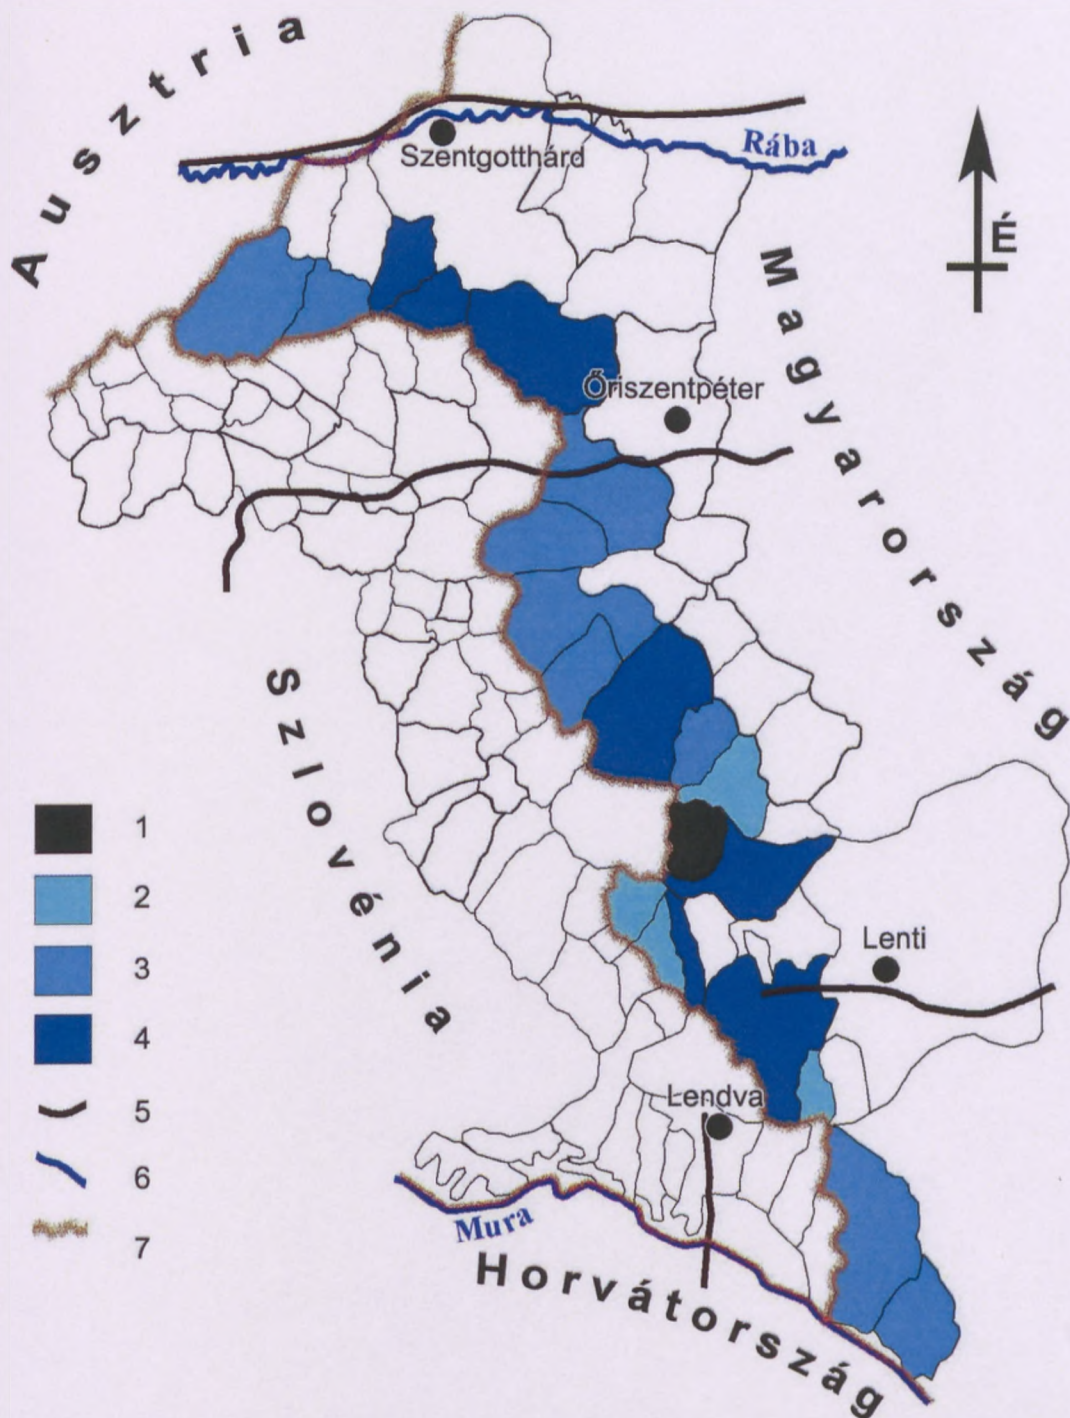 Ausztria
Szentgotthárd
Rába
É
Magyarország
Őriszentpéter
Szlovénia
1
2
3
4
5
6
7
Lenti
Lendva
Mura
Horvátország